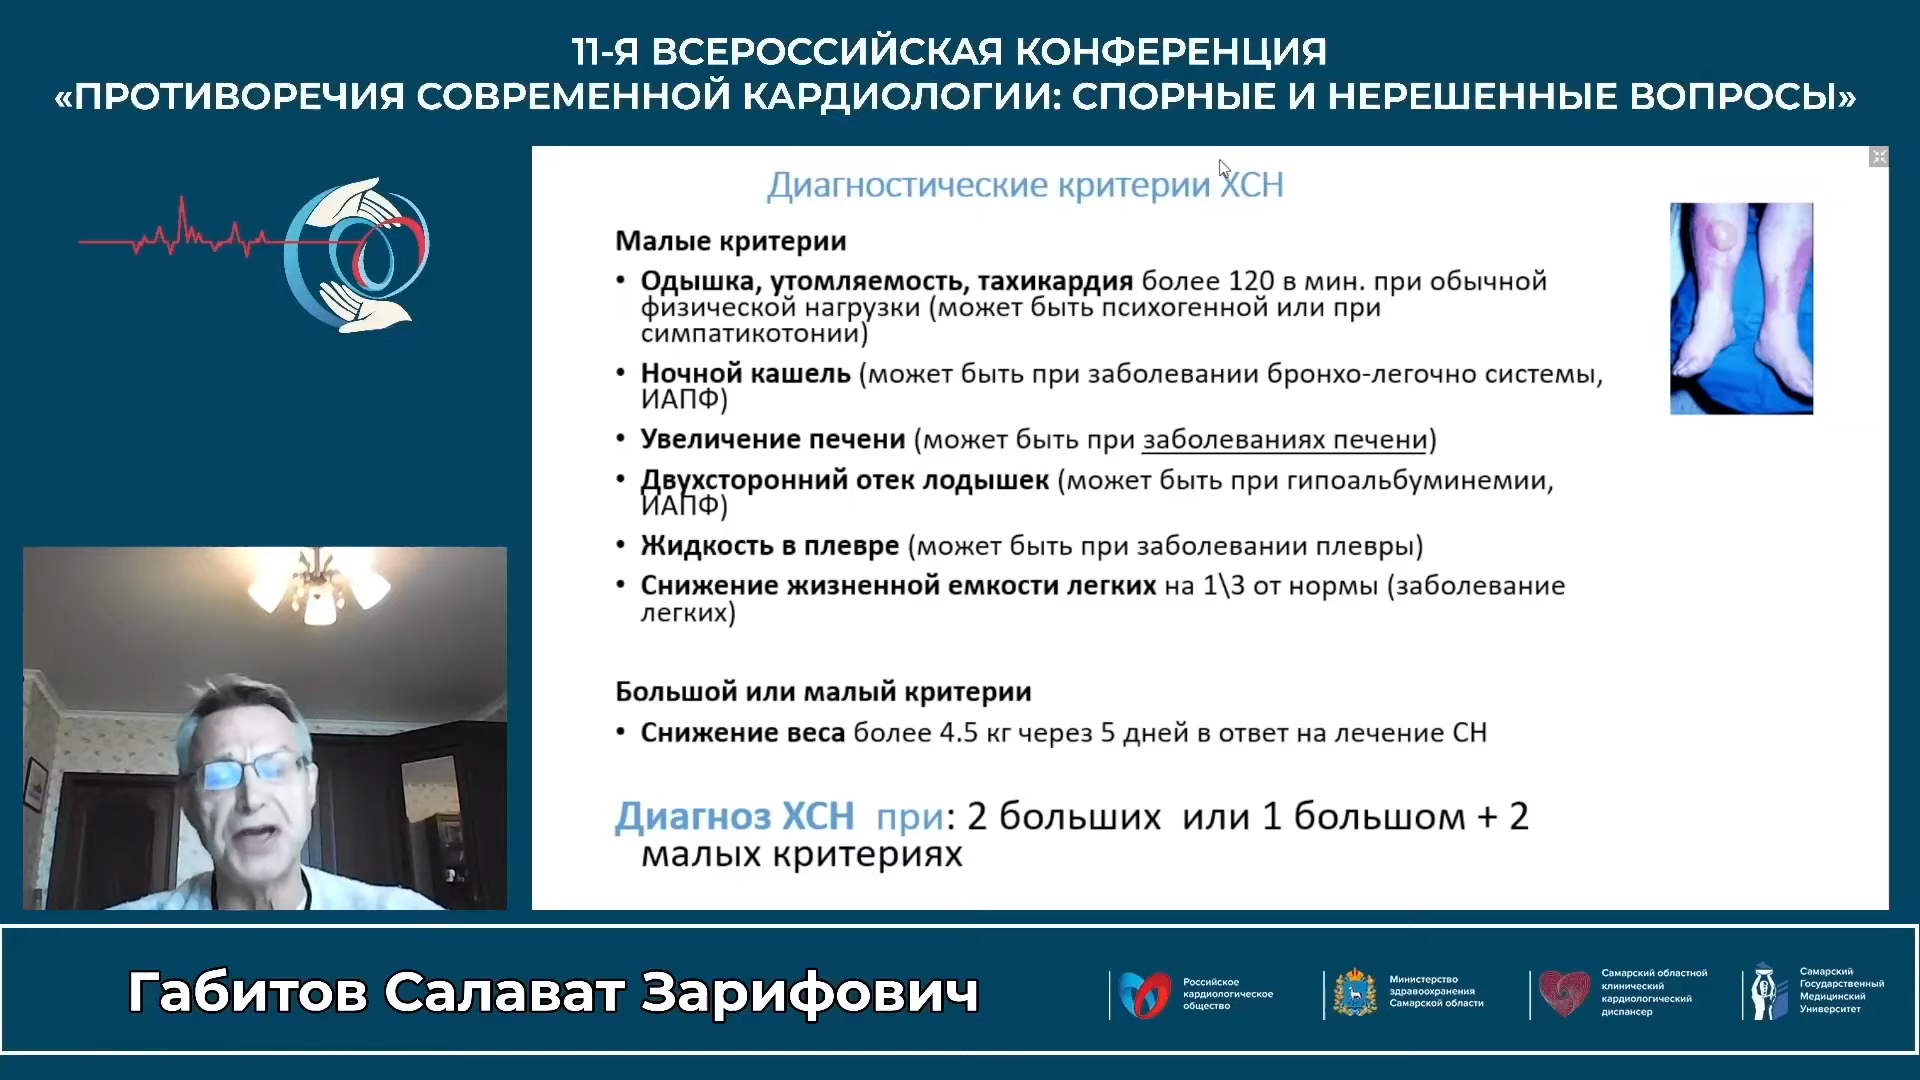 11-Я ВСЕРОССИЙСКАЯ КОНФЕРЕНЦИЯ
«ПРОТИВОРЕЧИЯ СОВРЕМЕННОЙ КАРДИОЛОГИИ: СПОРНЫЕ И НЕРЕШЕННЫЕ ВОПРОСЫ»
Диагностические критерии ХСН
Малые критерии
• Одышка, утомляемость, тахикардия более 120 в мин. при обычной
физической нагрузки (может быть психогенной или при
симпатикотонии)
• Ночной кашель (может быть при заболевании бронхо-легочно системы,
ИАПФ)
• Увеличение печени (может быть при заболеваниях печени)
• Двухсторонний отек лодышек (может быть при гипоальбуминемии,
ИАПФ)
• Жидкость в плевре (может быть при заболевании плевры)
• Снижение жизненной емкости легких на 1\3 от нормы (заболевание
легких)
Большой или малый критерии
• Снижение веса более 4.5 кг через 5 дней в ответ на лечение СН
Диагноз ХСН при: 2 больших или 1 большом + 2
малых критериях
Габитов Салават Зарифович
Российское
кардиологическое
общество
Министерство
здравоохранения
Самарской области
Самарский областной
клинический
кардиологический
диспансер
Самарский
Государственный
Медицинский
Университет